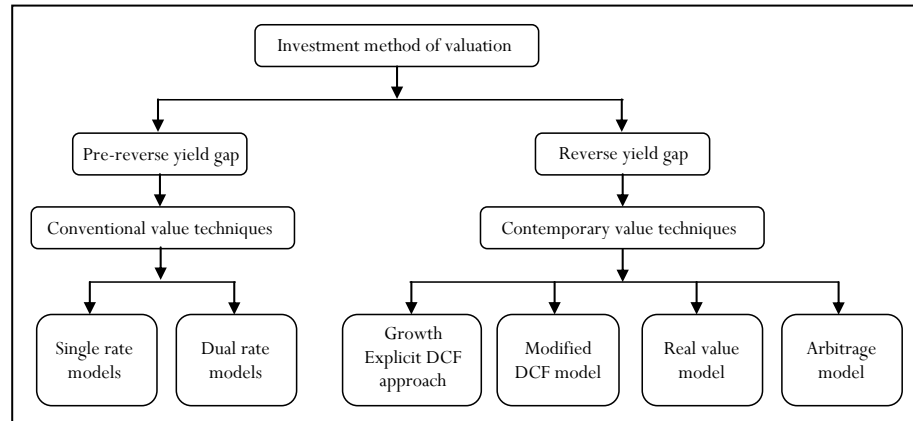 Investment method of valuation
Pre-reverse yield gap
Reverse yield gap
Conventional value techniques
Contemporary value techniques
Single rate
models
Dual rate
models
Growth
Explicit DCF
approach
Modified
DCF model
Real value
model
Arbitrage
model